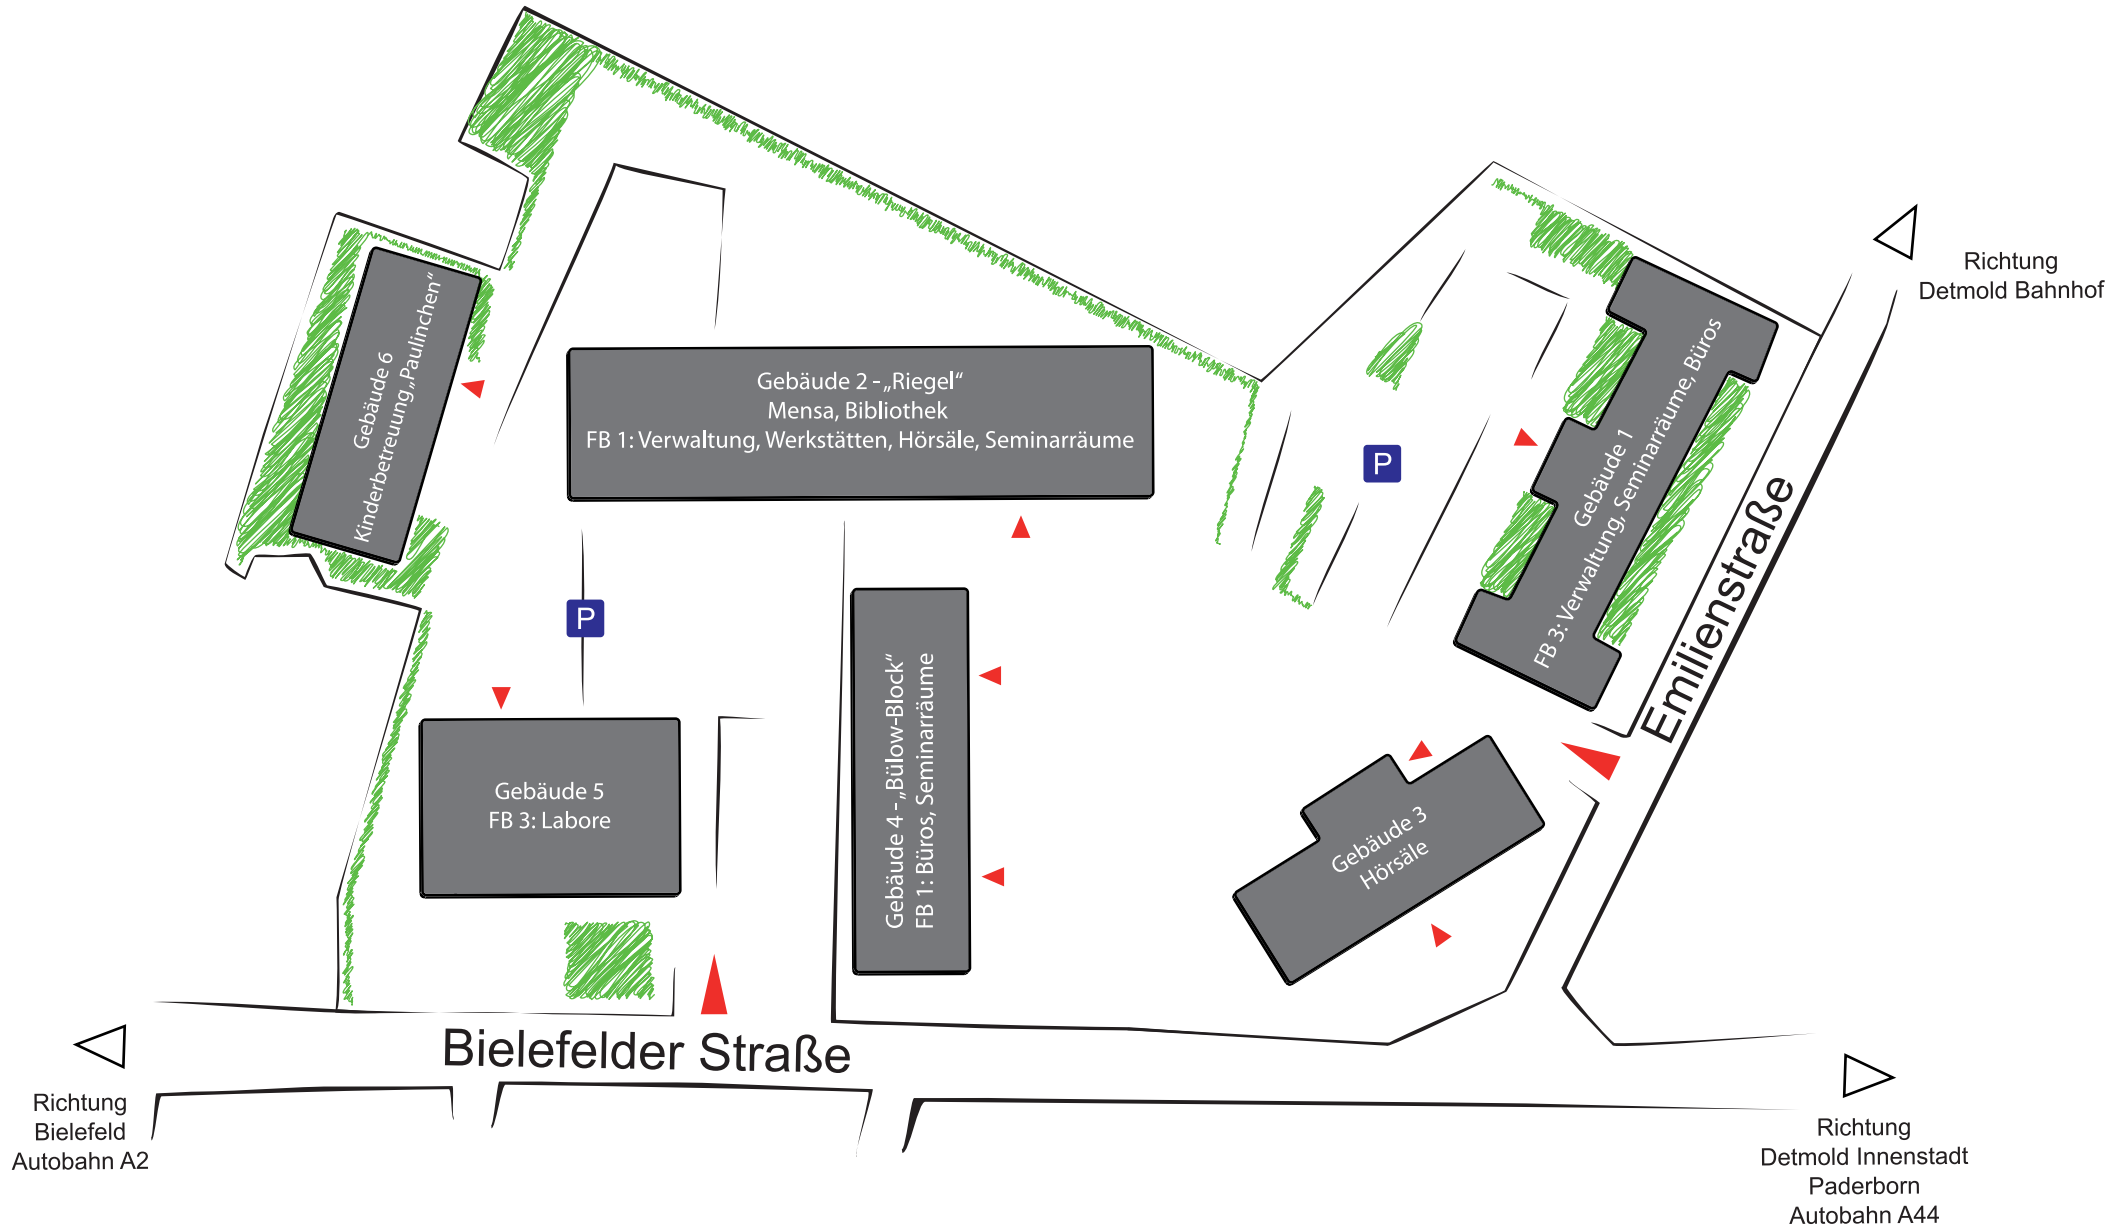 Richtung
Detmold Bahnhof
Gebäude 6
Kinderbetreuung„Paulinchen“
Gebäude 2 - „Riegel“
Mensa, Bibliothek
FB 1: Verwaltung, Werkstätten, Hörsäle, Seminarräume
P
Gebäude 1
FB 3: Verwaltung, Seminarräume, Büros
Emilienstraße
P
Gebäude 4 - „Bülow-Block“
FB 1: Büros, Seminarräume
Gebäude 5
FB 3: Labore
Gebäude 3
Hörsäle
Bielefelder Straße
Richtung
Bielefeld
Autobahn A2
Richtung
Detmold Innenstadt
Paderborn
Autobahn A44